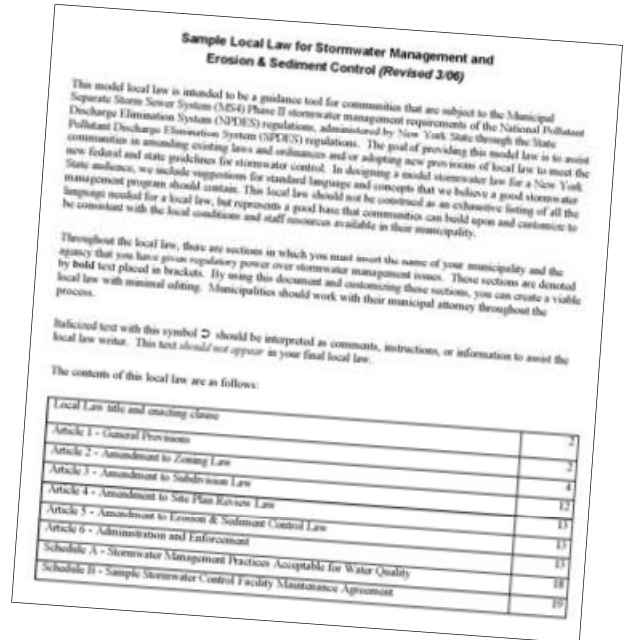 Sample Local Law for Stormwater Management and
Erosion & Sediment Control (Revised 3/06)
This model local law is intended to be a guidance tool for communities that are subject to the Municipal
Separate Storm Sewer System (MS4) Phase II stormwater management requirements of the National Pollutant
Discharge Elimination System (NPDES) regulations, administered by New York State through the State
Pollutant Discharge Elimination System (SPDES) regulations. The goal of providing this model law is to assist
communities in amending existing laws and ordinances and/or adopting new provisions of local law to meet the
new federal and state guidelines for stormwater control. In designing a model stormwater law for a New York
State audience, we include suggestions for standard language and concepts that we believe a good stormwater
management program should contain. This local law should not be construed as an exhaustive listing of all the
language needed for a local law, but represents a good base that communities can build upon and customize to
be consistent with the local conditions and staff resources available in their municipality.
Throughout the local law, there are sections in which you must insert the name of your municipality and the
agency that you have given regulatory power over stormwater management issues. These sections are denoted
by bold text placed in brackets. By using this document and customizing these sections, you can create a viable
local law with minimal editing. Municipalities should work with their municipal attorney throughout the
process.
Italicized text with this symbol ➲ should be interpreted as comments, instructions, or information to assist the
local law writer. This text should not appear in your final local law.
The contents of this local law are as follows:
Local Law title and enacting clause 2
Article 1 - General Provisions 2
Article 2 - Amendment to Zoning Law 4
Article 3 - Amendment to Subdivision Law 12
Article 4 - Amendment to Site Plan Review Law 13
Article 5 - Amendment to Erosion & Sediment Control Law 13
Article 6 - Administration and Enforcement 13
Schedule A - Stormwater Management Practices Acceptable for Water Quality 18
Schedule B - Sample Stormwater Control Facility Maintenance Agreement 19